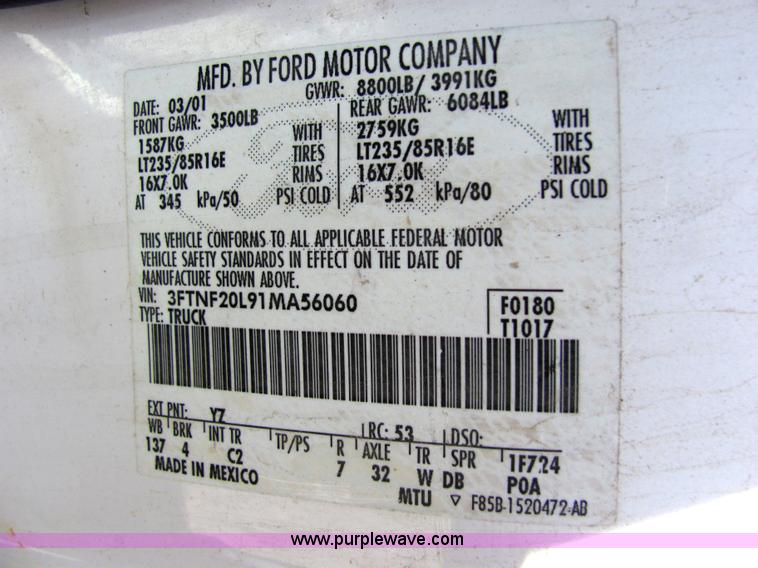 MFD. BY FORD MOTOR COMPANY
DATE: 03/01 GVWR: 8800LB/ 3991KG
FRONT GAWR: 3500LB REAR GAWR: 6084LB
1587KG WITH 2759KG WITH
LT235/85R16E TIRES LT235/85R16E TIRES
16X7.0K RIMS 16X7.0K RIMS
AT 345 kPa/50 PSI COLD AT 552 kPa/80 PSI COLD
THIS VEHICLE CONFORMS TO ALL APPLICABLE FEDERAL MOTOR
VEHICLE SAFETY STANDARDS IN EFFECT ON THE DATE OF
MANUFACTURE SHOWN ABOVE.
VIN: 3FTNF20L91MA56060 F0180
TYPE: TRUCK T1017
EXT PNT: YZ RC: 53 DSO:
WB BRK INT TR TP/PS R AXLE TR SPR 1F724
137 4 C2 7 32 W DB POA
MADE IN MEXICO MTU F85B-1520472-AB
www.purplewave.com